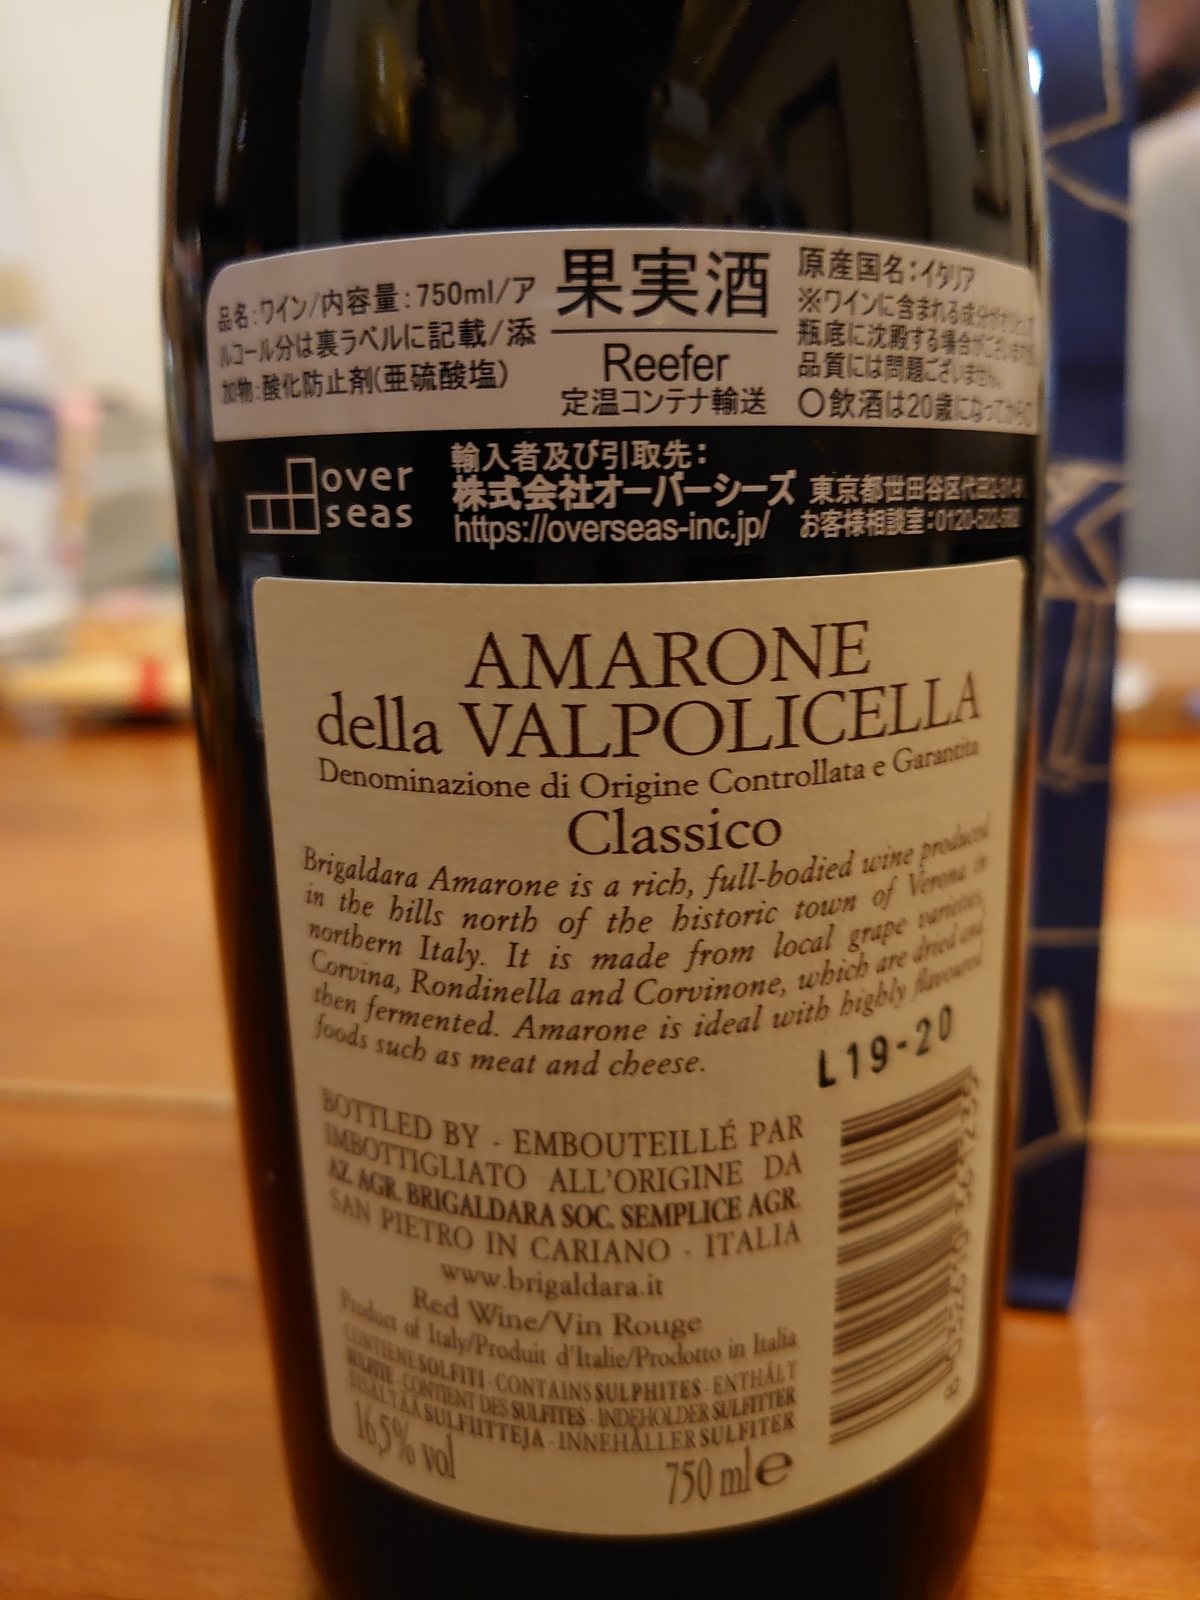 品名:ワイン/内容量:750ml/ア
ルコール分は裏ラベルに記載/添
加物:酸化防止剤(亜硫酸塩)
果実酒
Reefer
定温コンテナ輸送
原産国名:イタリア
※ワインに含まれる成分が
瓶底に沈殿する場合がございますが
品質には問題ございません。
○飲酒は20歳になってから
over
seas
輸入者及び引取先:
株式会社オーバーシーズ 東京都世田谷区代田
https://overseas-inc.jp/ お客様相談室:0120-522-582
AMARONE
della VALPOLICELLA
Denominazione di Origine Controllata e Garantita
Classico
Brigaldara Amarone is a rich, full-bodied wine produced
in the hills north of the historic town of Verona in
northern Italy. It is made from local grape varieties,
Corvina, Rondinella and Corvinone, which are dried and
then fermented. Amarone is ideal with highly flavoured
foods such as meat and cheese.
L19-20
BOTTLED BY - EMBOUTEILLÉ PAR
IMBOTTIGLIATO ALL'ORIGINE DA
AZ. AGR. BRIGALDARA SOC. SEMPLICE AGR.
SAN PIETRO IN CARIANO - ITALIA
www.brigaldara.it
Red Wine/Vin Rouge
Product of Italy/Produit d'Italie/Prodotto in Italia
CONTIENE SOLFITI - CONTAINS SULPHITES - ENTHÄLT
SULFITE - CONTIENT DES SULFITES - INDEHOLDER SULFITTER
SISÄLTÄÄ SULFIITTEJA - INNEHÅLLER SULFITER
16,5% vol
750 ml e